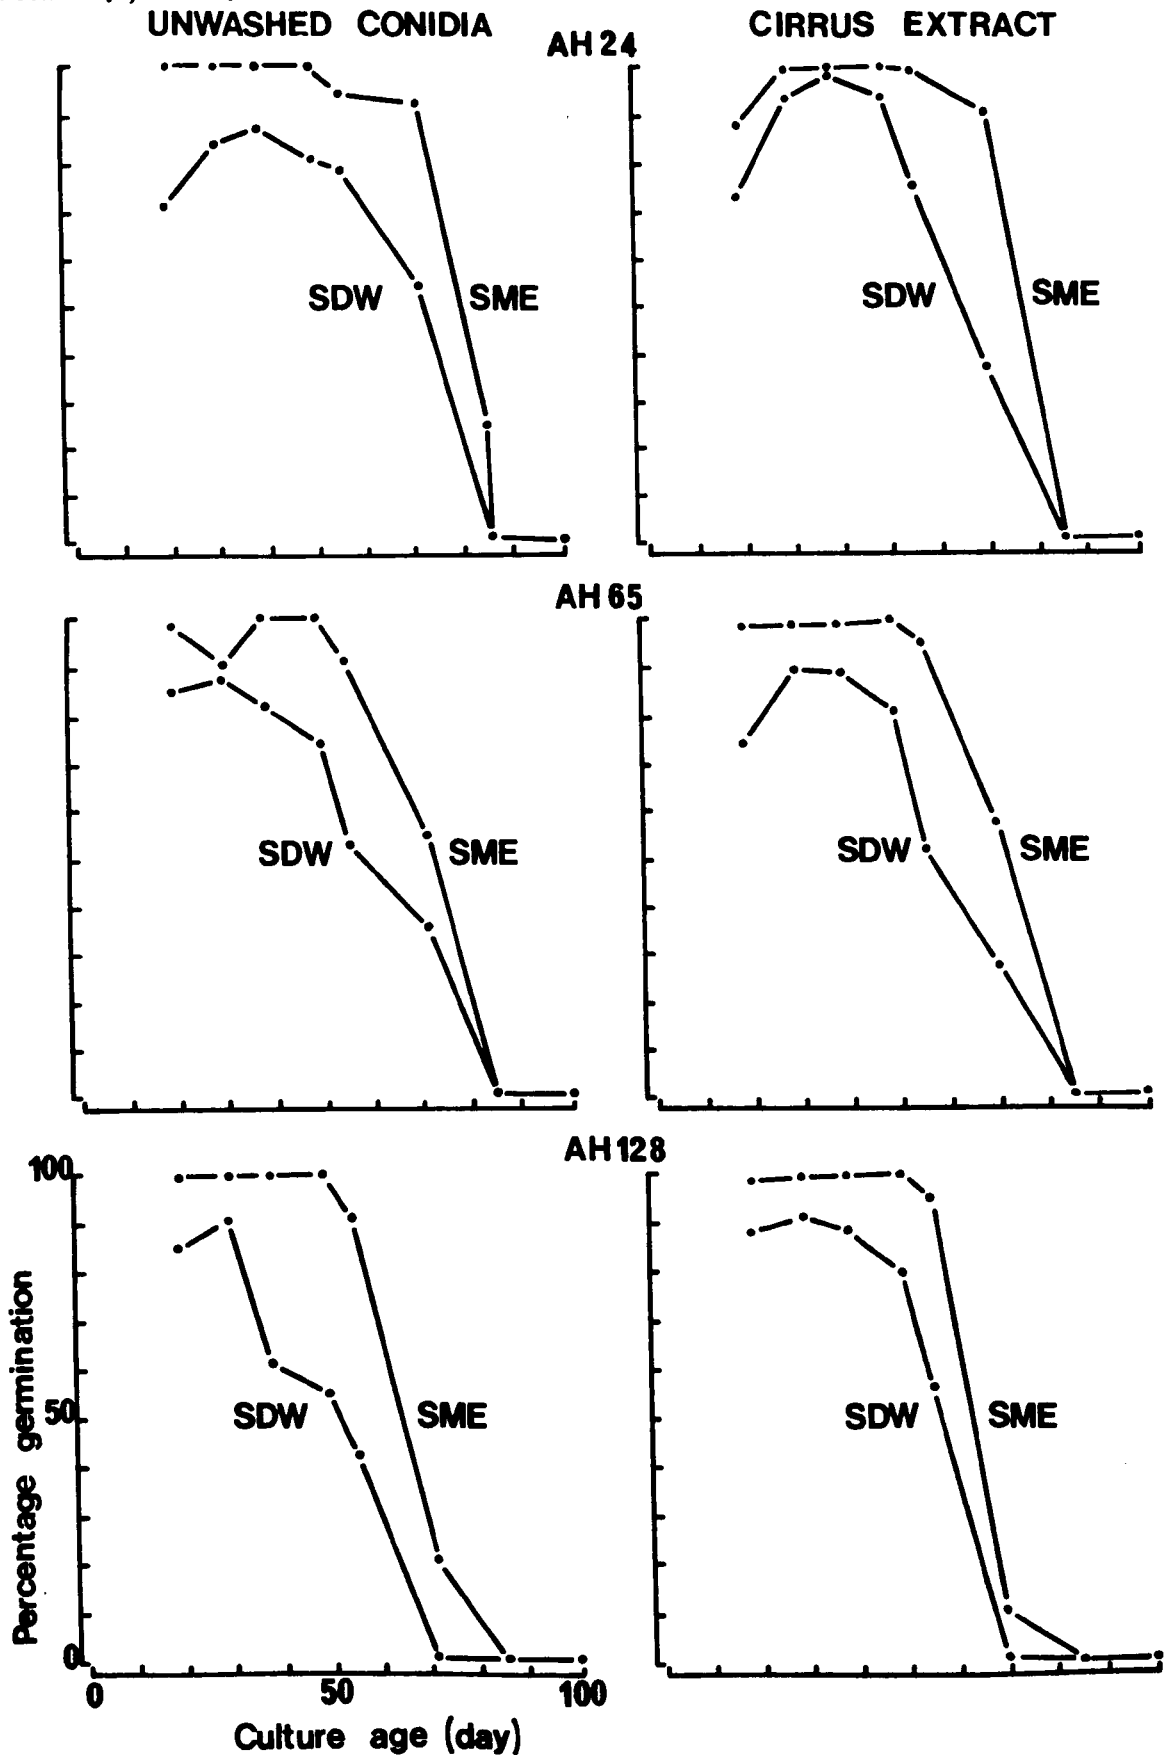 UNWASHED CONIDIA
CIRRUS EXTRACT
AH 24
SDW
SME
SDW
SME
AH 65
SDW
SME
SDW
SME
AH 128
100
50
0
Percentage germination
SDW
SME
SDW
SME
0
50
100
Culture age (day)